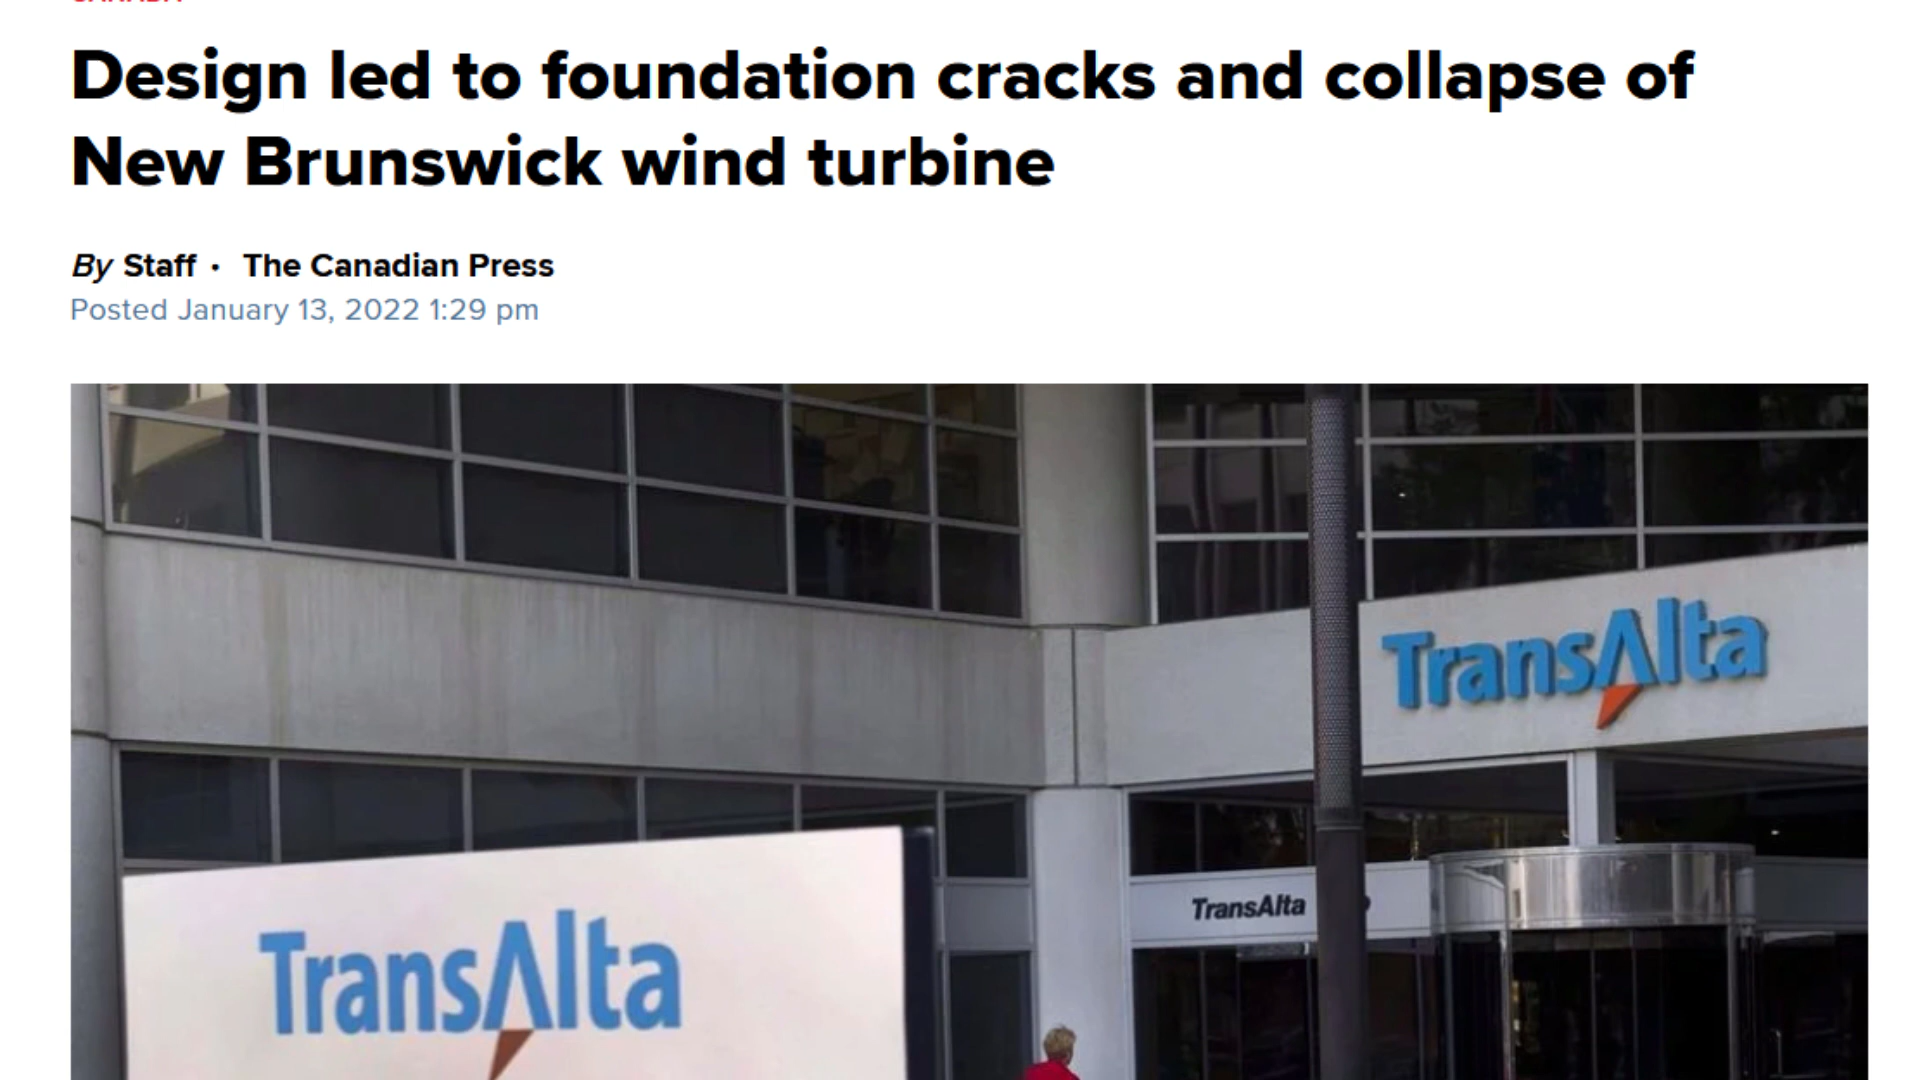 Design led to foundation cracks and collapse of
New Brunswick wind turbine
By Staff • The Canadian Press
Posted January 13, 2022 1:29 pm
TransAlta
TransAlta
TransAlta